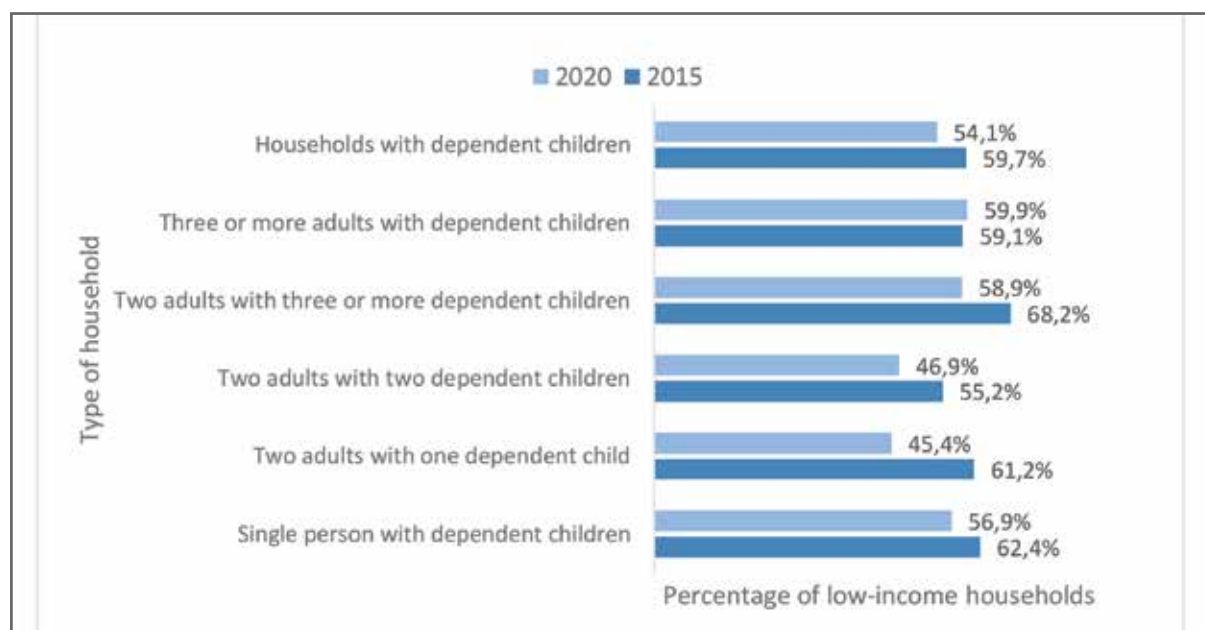 2020 2015
Households with dependent children
54,1%
59,7%
Three or more adults with dependent children
59,9%
59,1%
Two adults with three or more dependent children
58,9%
68,2%
Two adults with two dependent children
46,9%
55,2%
Two adults with one dependent child
45,4%
61,2%
Single person with dependent children
56,9%
62,4%
Type of household
Percentage of low-income households